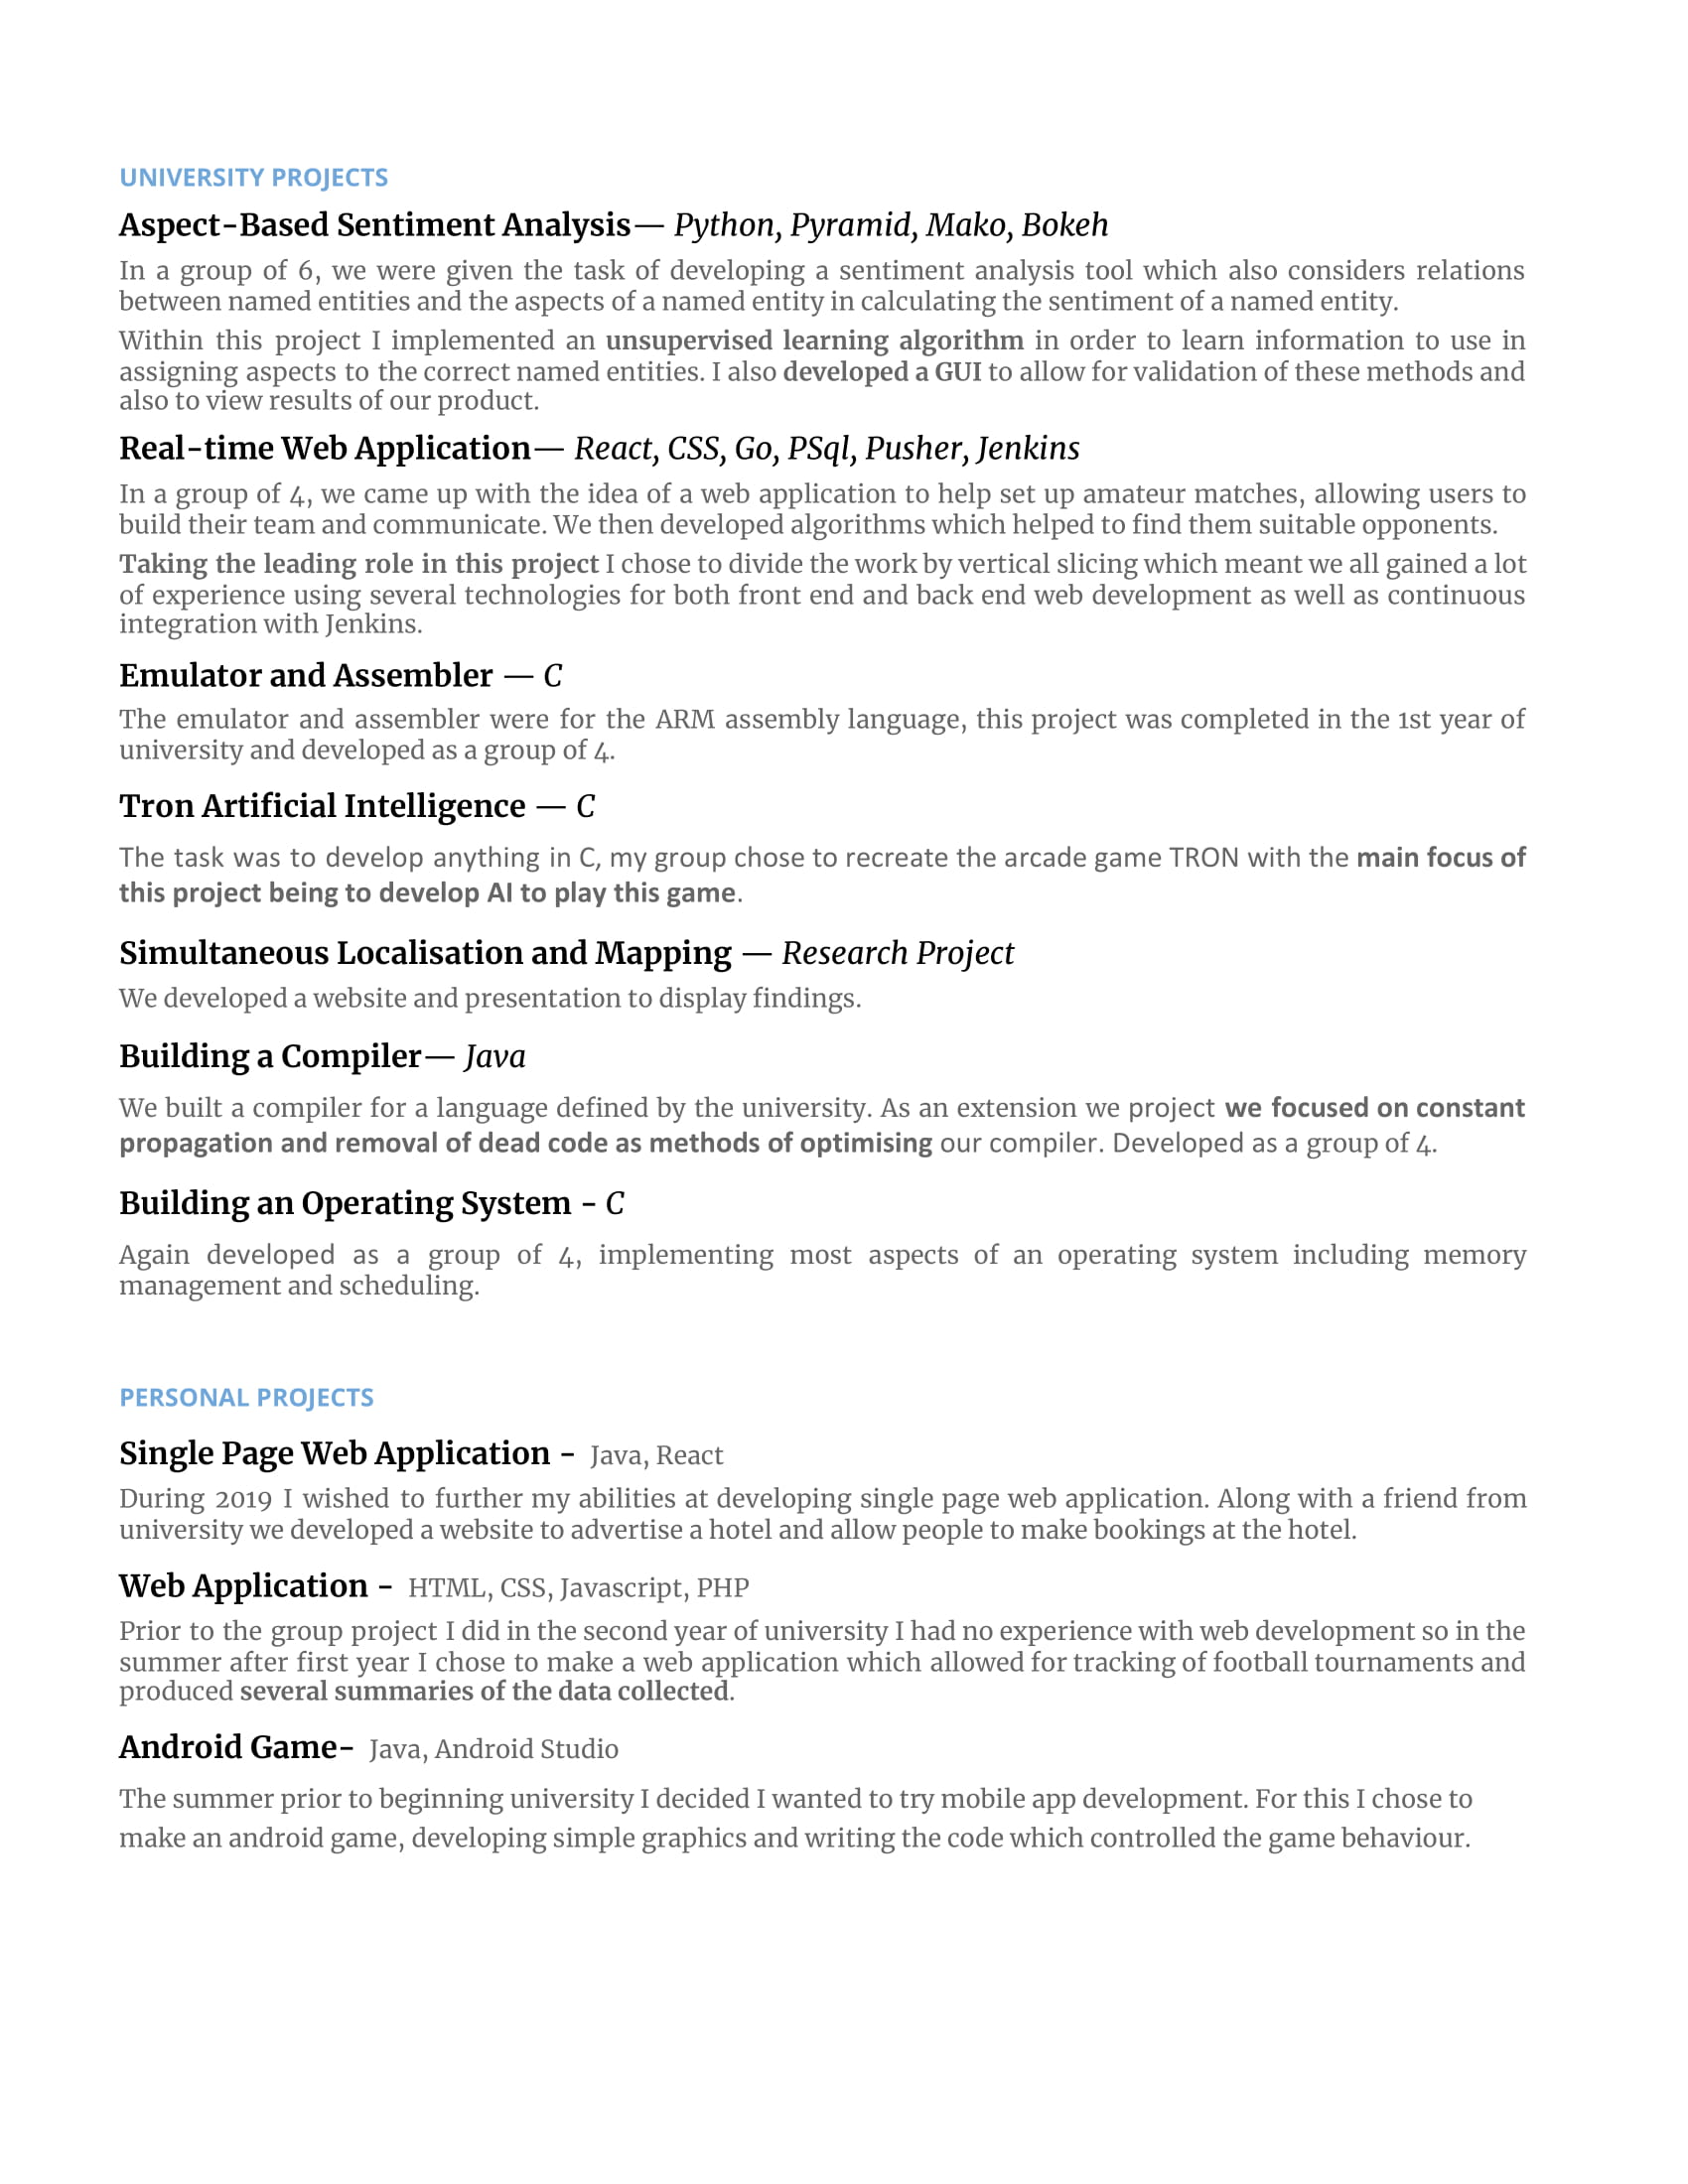 UNIVERSITY PROJECTS
Aspect-Based Sentiment Analysis— Python, Pyramid, Mako, Bokeh
In a group of 6, we were given the task of developing a sentiment analysis tool which also considers relations
between named entities and the aspects of a named entity in calculating the sentiment of a named entity.
Within this project I implemented an unsupervised learning algorithm in order to learn information to use in
assigning aspects to the correct named entities. I also developed a GUI to allow for validation of these methods and
also to view results of our product.
Real-time Web Application— React, CSS, Go, PSql, Pusher, Jenkins
In a group of 4, we came up with the idea of a web application to help set up amateur matches, allowing users to
build their team and communicate. We then developed algorithms which helped to find them suitable opponents.
Taking the leading role in this project I chose to divide the work by vertical slicing which meant we all gained a lot
of experience using several technologies for both front end and back end web development as well as continuous
integration with Jenkins.
Emulator and Assembler — C
The emulator and assembler were for the ARM assembly language, this project was completed in the 1st year of
university and developed as a group of 4.
Tron Artificial Intelligence — C
The task was to develop anything in C, my group chose to recreate the arcade game TRON with the main focus of
this project being to develop AI to play this game.
Simultaneous Localisation and Mapping — Research Project
We developed a website and presentation to display findings.
Building a Compiler— Java
We built a compiler for a language defined by the university. As an extension we project we focused on constant
propagation and removal of dead code as methods of optimising our compiler. Developed as a group of 4.
Building an Operating System - C
Again developed as a group of 4, implementing most aspects of an operating system including memory
management and scheduling.
PERSONAL PROJECTS
Single Page Web Application - Java, React
During 2019 I wished to further my abilities at developing single page web application. Along with a friend from
university we developed a website to advertise a hotel and allow people to make bookings at the hotel.
Web Application - HTML, CSS, Javascript, PHP
Prior to the group project I did in the second year of university I had no experience with web development so in the
summer after first year I chose to make a web application which allowed for tracking of football tournaments and
produced several summaries of the data collected.
Android Game- Java, Android Studio
The summer prior to beginning university I decided I wanted to try mobile app development. For this I chose to
make an android game, developing simple graphics and writing the code which controlled the game behaviour.